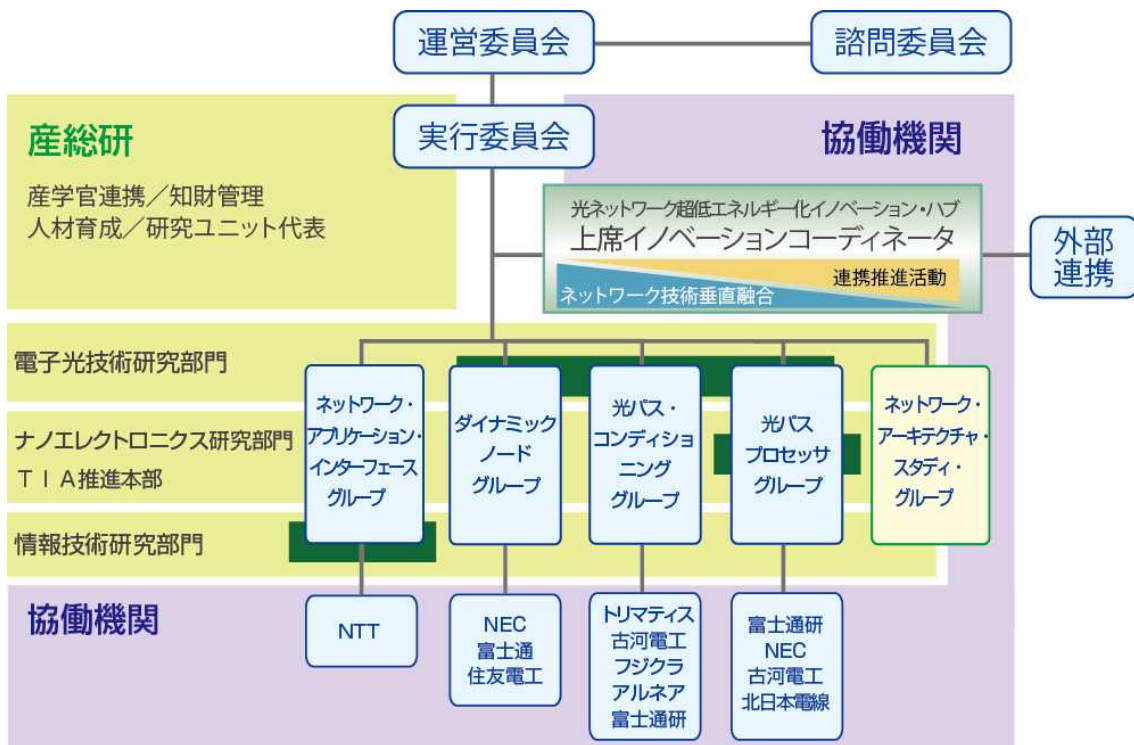 運営委員会
諮問委員会
産総研
産学官連携／知財管理
人材育成／研究ユニット代表
実行委員会
協働機関
光ネットワーク超低エネルギー化イノベーション・ハブ
上席イノベーションコーディネータ
連携推進活動
ネットワーク技術垂直融合
外部
連携
電子光技術研究部門
ナノエレクトロニクス研究部門
ＴＩＡ推進本部
情報技術研究部門
ネットワーク・
アプリケーション・
インターフェース
グループ
ダイナミック
ノード
グループ
光パス・
コンディショ
ニング
グループ
光パス
プロセッサ
グループ
ネットワーク・
アーキテクチャ・
スタディ・
グループ
協働機関
NTT
NEC
富士通
住友電工
トリマティス
古河電工
フジクラ
アルネア
富士通研
富士通研
NEC
古河電工
北日本電線